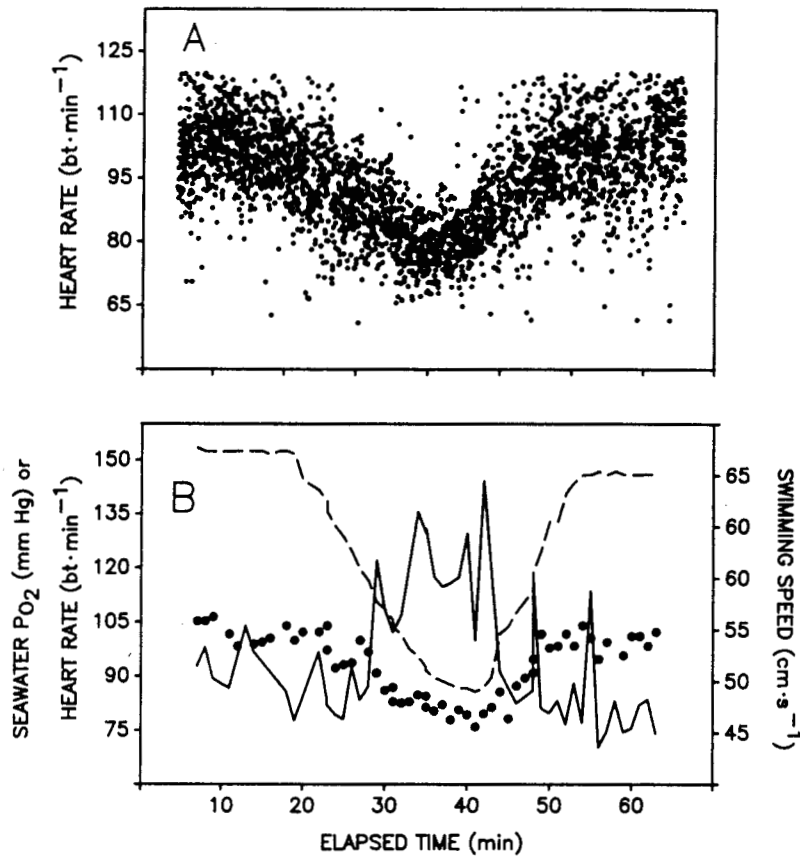 A
125
110
95
80
65
HEART RATE (bt·min⁻¹)
B
150
135
120
105
90
75
SEAWATER P_O₂ (mm Hg) or
HEART RATE (bt·min⁻¹)
65
60
60
55
50
45
SWIMMING SPEED
(cm·s⁻¹)
10 20 30 40 50 60
ELAPSED TIME (min)